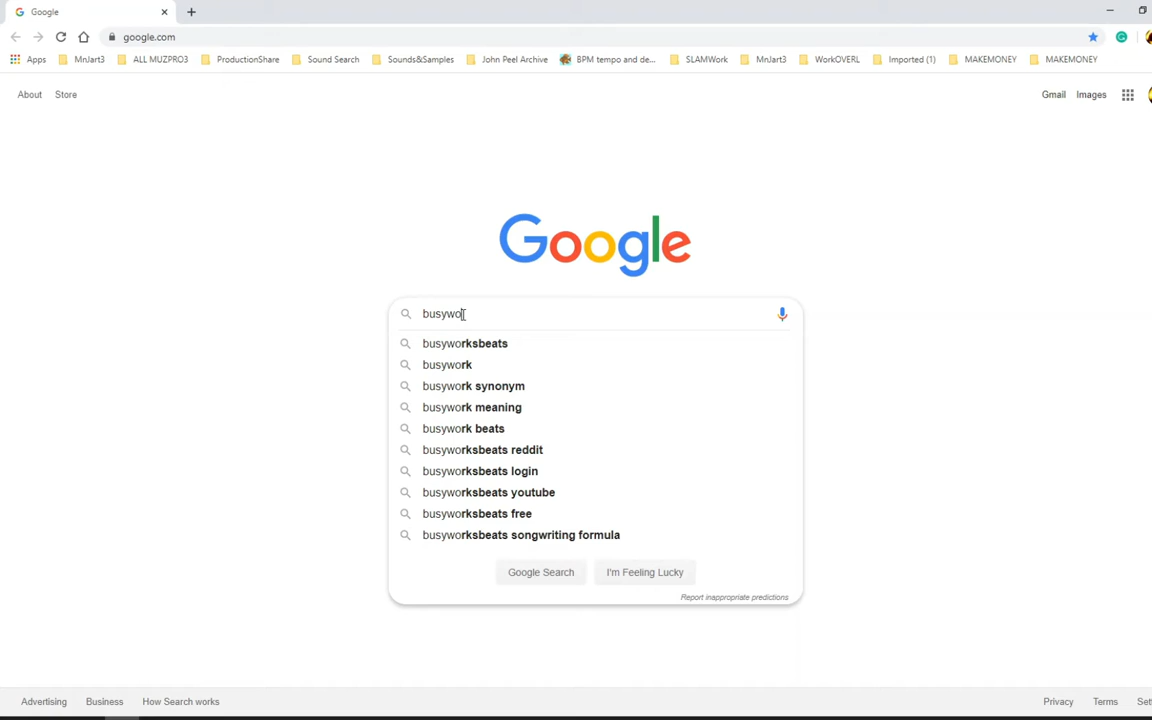 Google
google.com
Apps MnJart3 ALL MUZPRO3 ProductionShare Sound Search Sounds&Samples John Peel Archive BPM tempo and de... SLAMWork MnJart3 WorkOVERL Imported (1) MAKEMONEY MAKEMONEY
About Store Gmail Images
Google
busywo
busyworksbeats
busywork
busywork synonym
busywork meaning
busywork beats
busyworksbeats reddit
busyworksbeats login
busyworksbeats youtube
busyworksbeats free
busyworksbeats songwriting formula
Google Search I'm Feeling Lucky
Report inappropriate predictions
Advertising Business How Search works Privacy Terms Sett